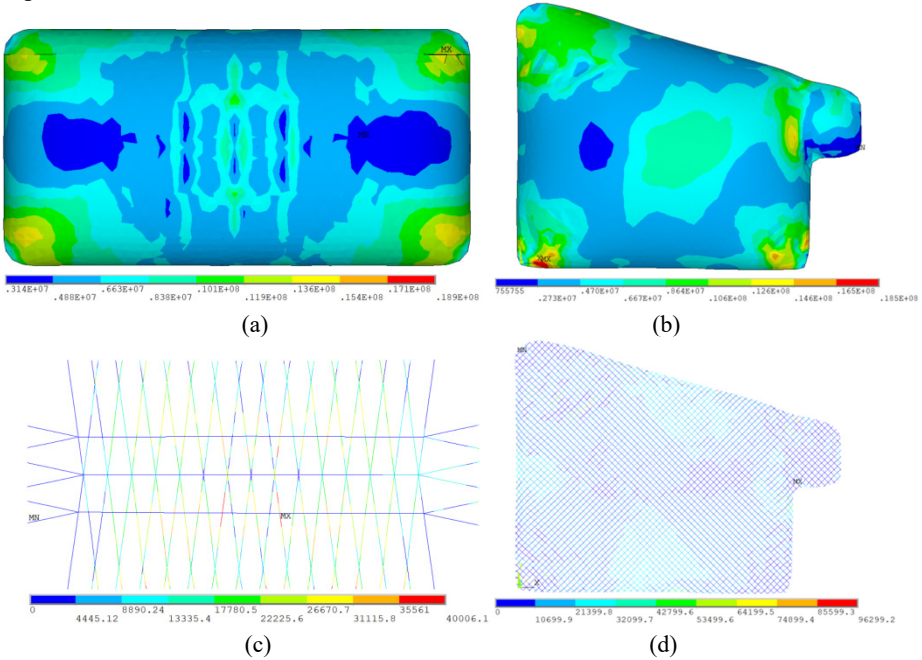 MX
.314E+07 .663E+07 .101E+08 .136E+08 .171E+08
.488E+07 .838E+07 .119E+08 .154E+08 .189E+08
(a)
MN
MX
755755 .470E+07 .864E+07 .126E+08 .165E+08
.273E+07 .667E+07 .106E+08 .146E+08 .185E+08
(b)
MN
MX
0 8890.24 17780.5 26670.7 35561
4445.12 13335.4 22225.6 31115.8 40006.1
(c)
MN
MX
X
0 21399.8 42799.6 64199.5 85599.3
10699.9 32099.7 53499.6 74899.4 96299.2
(d)